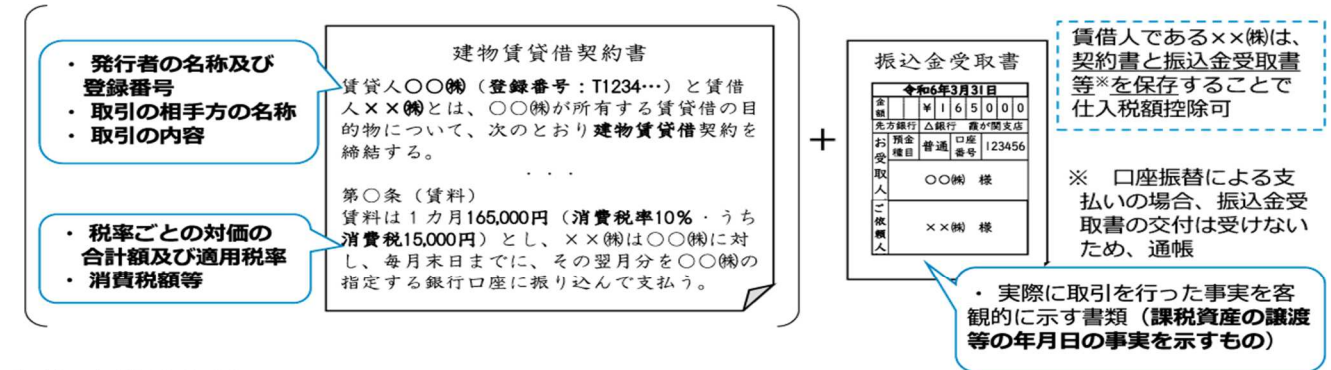 ・ 発行者の名称及び
登録番号
・ 取引の相手方の名称
・ 取引の内容
・ 税率ごとの対価の
合計額及び適用税率
・ 消費税額等
建物賃貸借契約書
賃貸人○○㈱（登録番号：T1234…）と賃借
人××㈱とは、○○㈱が所有する賃貸借の目
的物について、次のとおり建物賃貸借契約を
締結する。
・・・
第○条（賃料）
賃料は１カ月165,000円（消費税率10％・うち
消費税15,000円）とし、××㈱は○○㈱に対
し、毎月末日までに、その翌月分を○○㈱の
指定する銀行口座に振り込んで支払う。
＋
振込金受取書
令和6年3月31日
金額 ￥165000
先方銀行 △銀行 霞が関支店
お受取人
預金種目 普通 口座番号 123456
○○㈱ 様
ご依頼人
××㈱ 様
賃借人である××㈱は、
契約書と振込金受取書
等※を保存することで
仕入税額控除可
※ 口座振替による支
払いの場合、振込金受
取書の交付は受けない
ため、通帳
・ 実際に取引を行った事実を客
観的に示す書類（課税資産の譲渡
等の年月日の事実を示すもの）